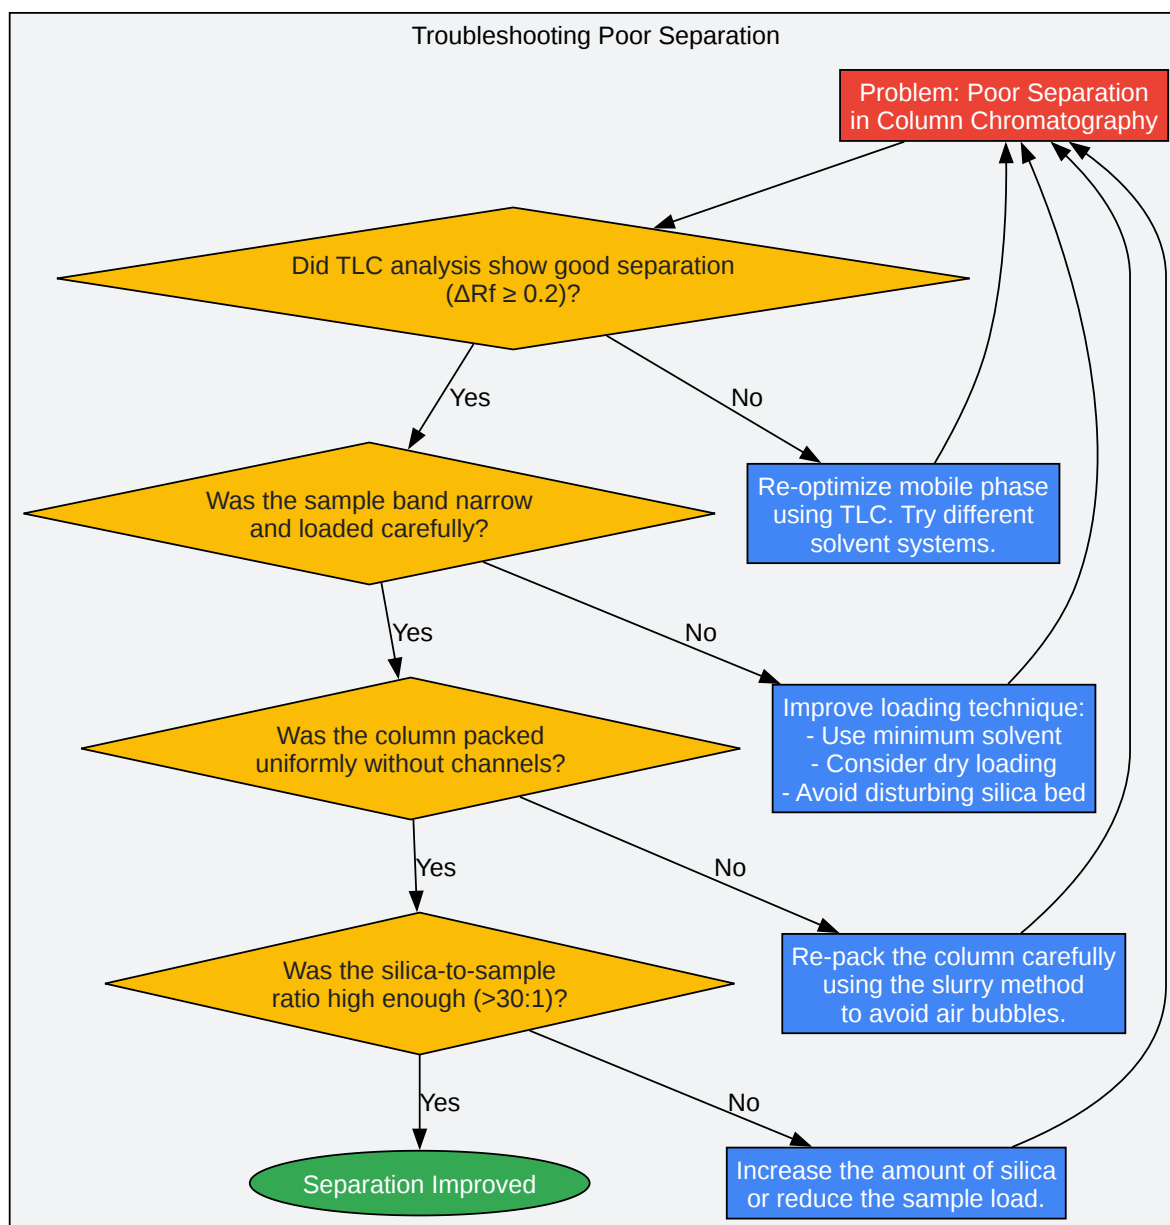 Troubleshooting Poor Separation
Problem: Poor Separation
in Column Chromatography
Did TLC analysis show good separation
(ΔRf ≥ 0.2)?
Yes
No
Was the sample band narrow
and loaded carefully?
Re-optimize mobile phase
using TLC. Try different
solvent systems.
Yes
No
Was the column packed
uniformly without channels?
Improve loading technique:
- Use minimum solvent
- Consider dry loading
- Avoid disturbing silica bed
Yes
No
Was the silica-to-sample
ratio high enough (>30:1)?
Re-pack the column carefully
using the slurry method
to avoid air bubbles.
Yes
No
Separation Improved
Increase the amount of silica
or reduce the sample load.